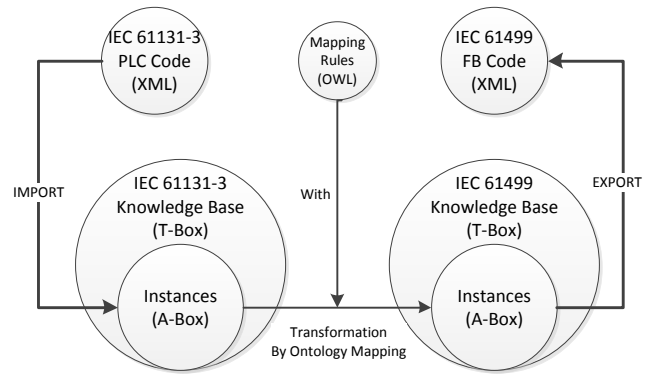 IEC 61131-3
PLC Code
(XML)
Mapping
Rules
(OWL)
IEC 61499
FB Code
(XML)
IMPORT
IEC 61131-3
Knowledge Base
(T-Box)
With
IEC 61499
Knowledge Base
(T-Box)
EXPORT
Instances
(A-Box)
Transformation
By Ontology Mapping
Instances
(A-Box)